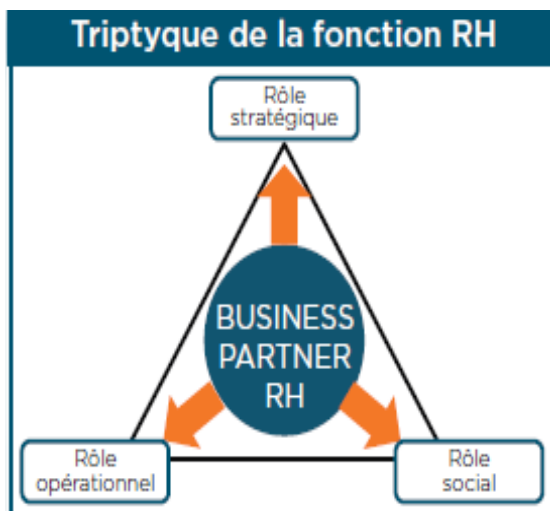 Triptyque de la fonction RH
Rôle
stratégique
BUSINESS
PARTNER
RH
Rôle
opérationnel
Rôle
social